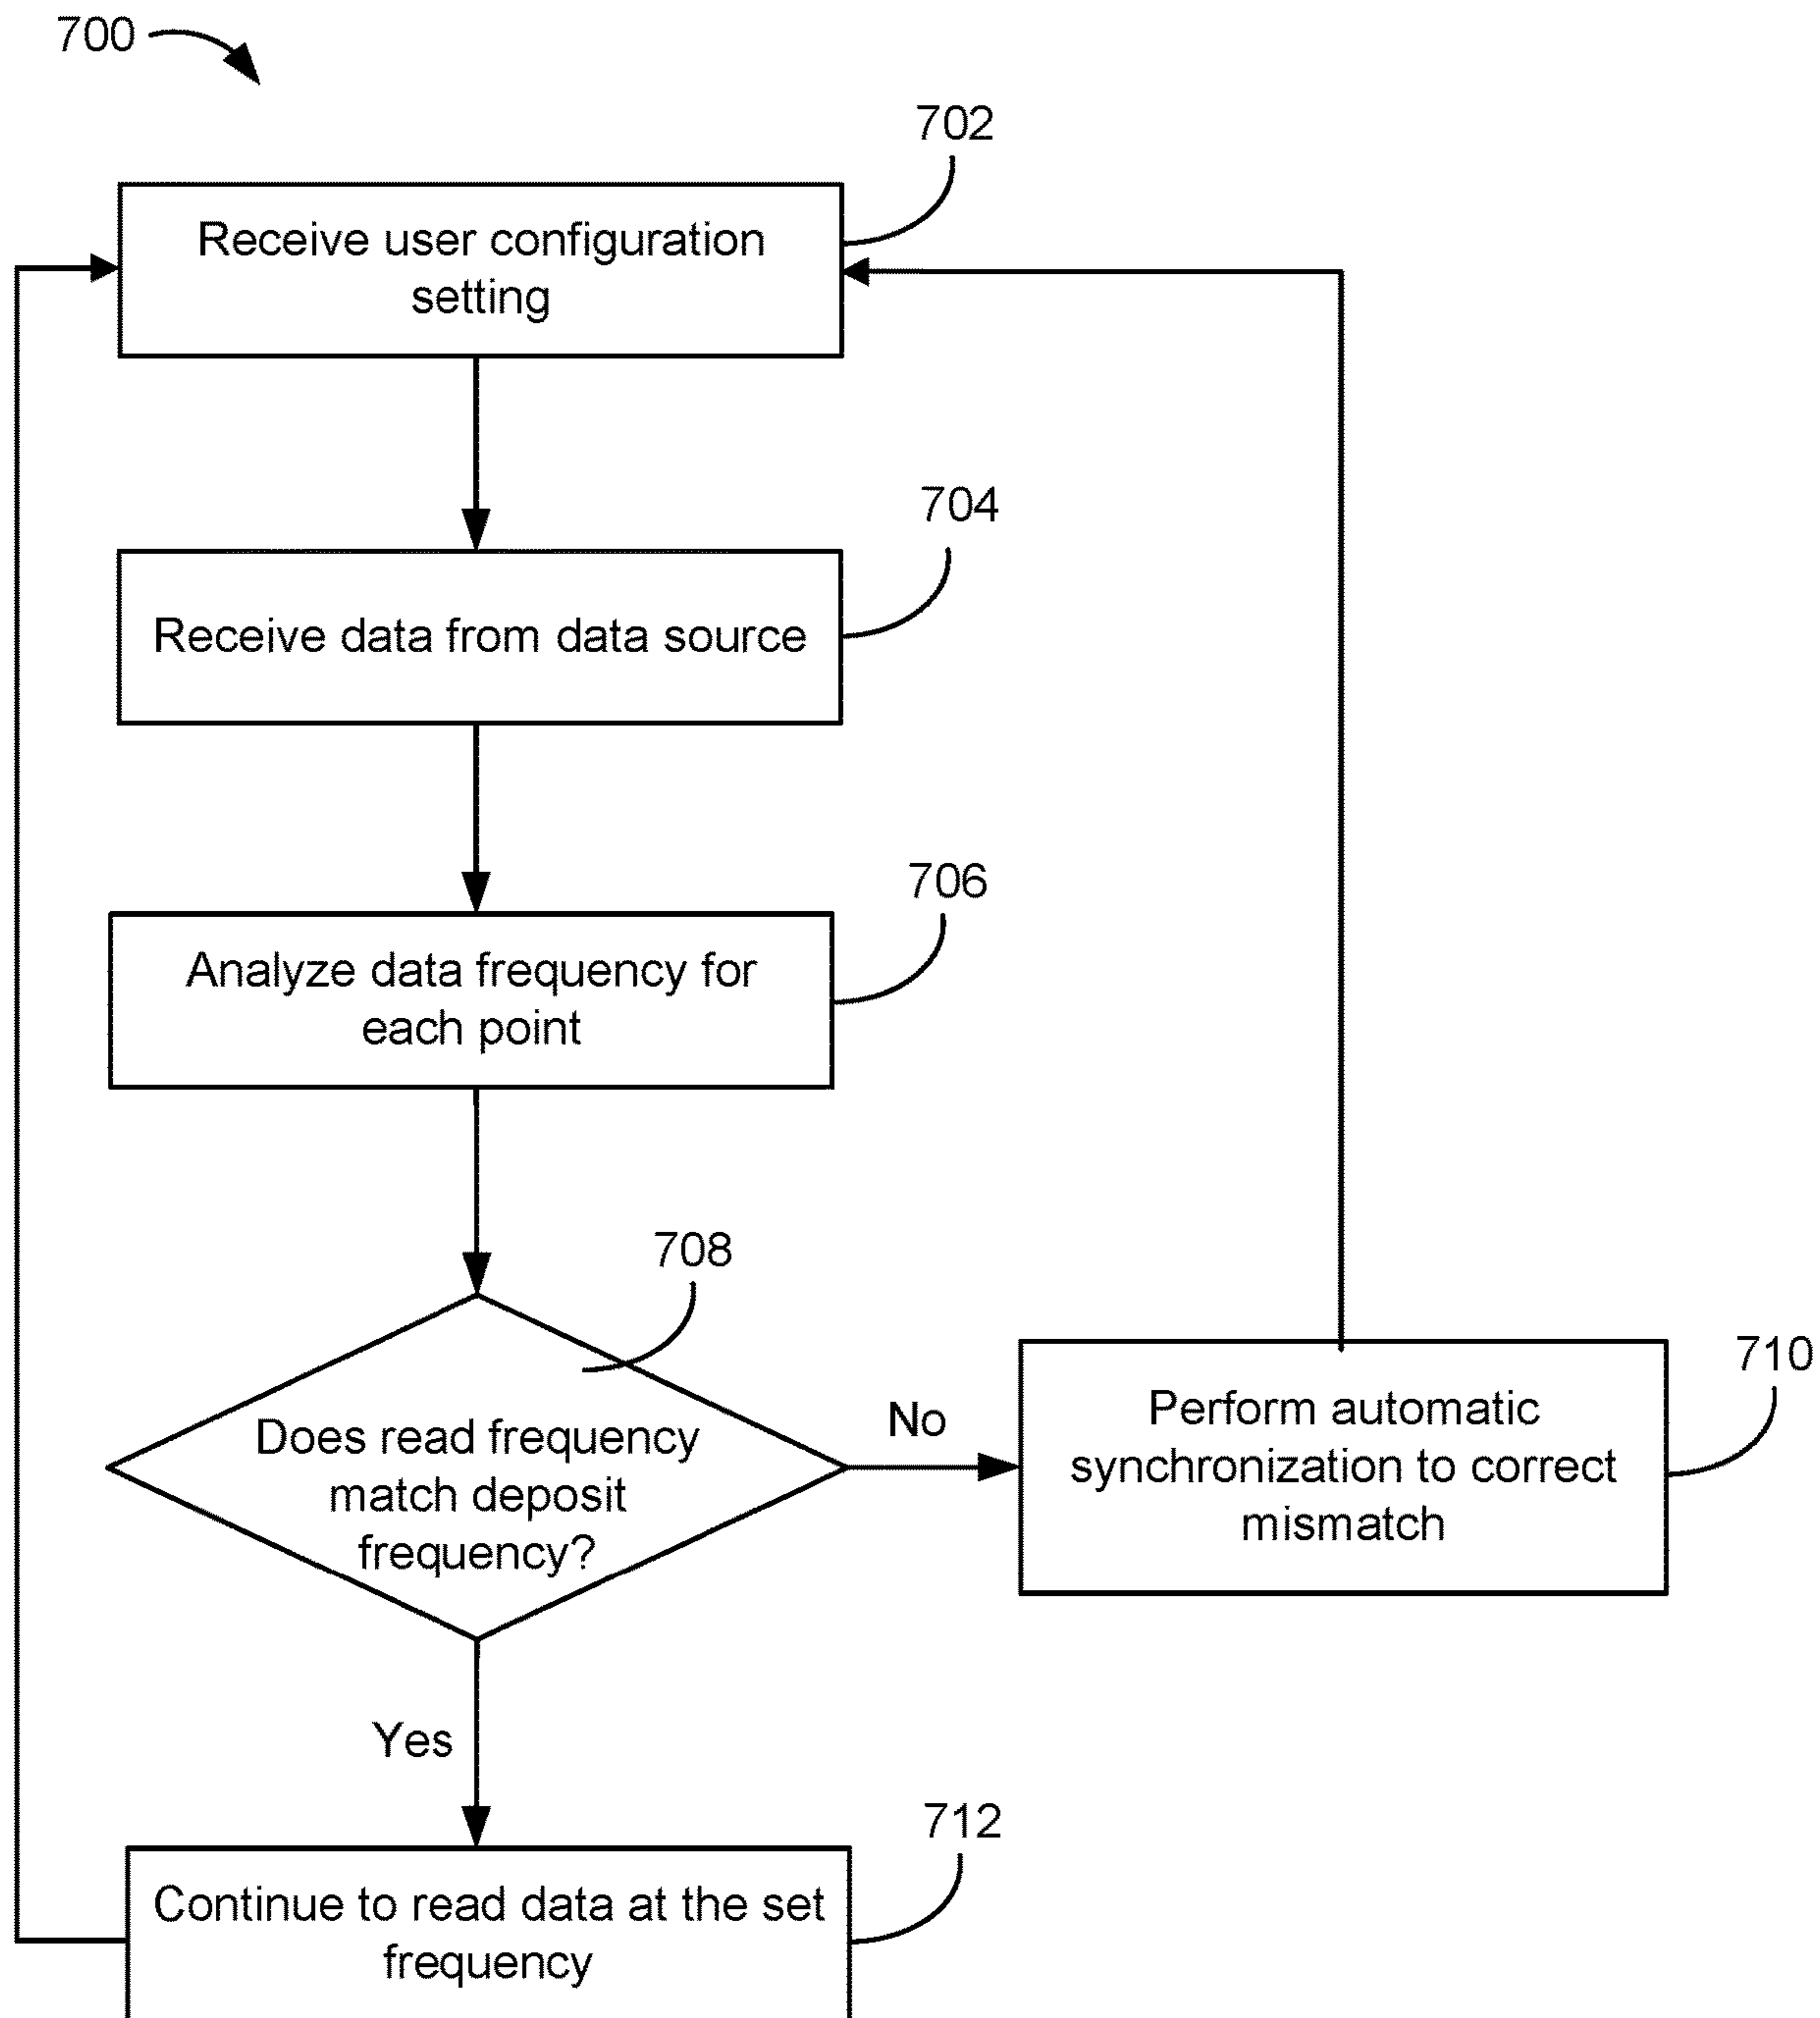 700
702
Receive user configuration
setting
704
Receive data from data source
706
Analyze data frequency for
each point
708
Does read frequency
match deposit
frequency?
No
710
Perform automatic
synchronization to correct
mismatch
Yes
712
Continue to read data at the set
frequency